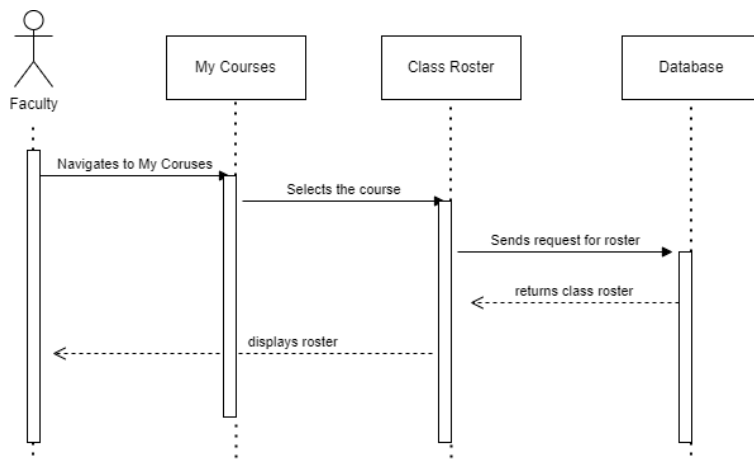 My Courses
Class Roster
Database
Faculty
Navigates to My Coruses
Selects the course
Sends request for roster
returns class roster
displays roster